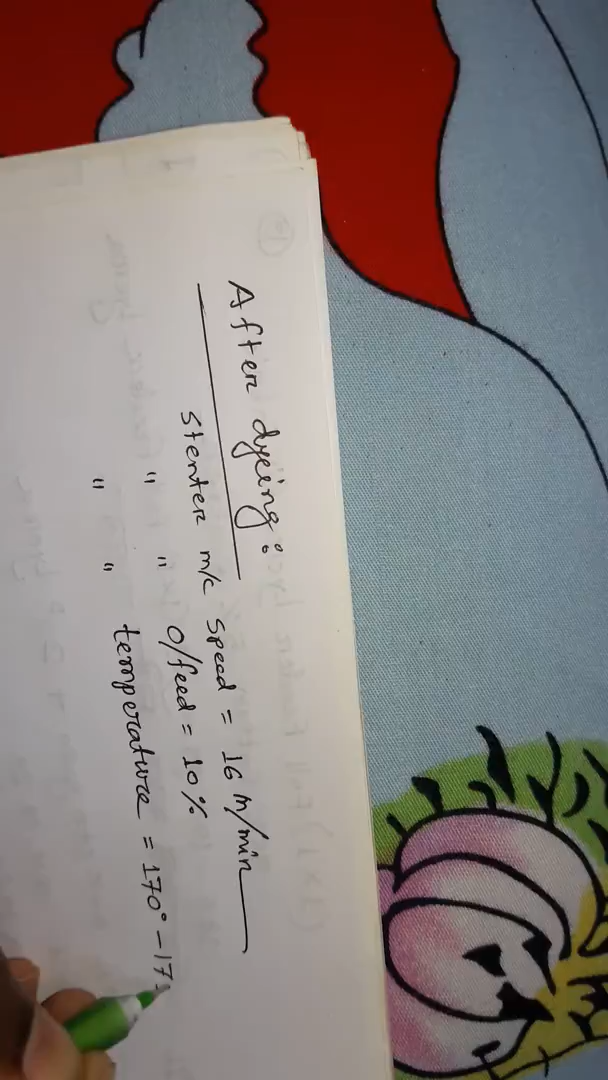 After dyeing:
Stenter m/c speed = 16 m/min
" " o/feed = 10%
" " temperature = 170° - 17